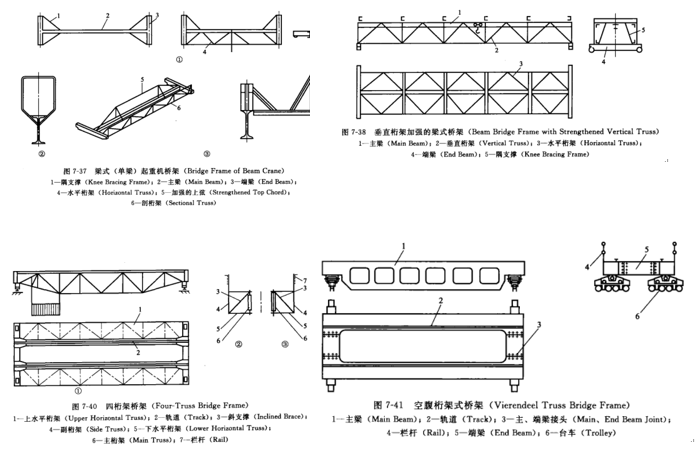 1
2
3
4
①
②
5
6
③
图 7-37 梁式 (单梁) 起重机桥架 (Bridge Frame of Beam Crane)
1—隅支撑 (Knee Bracing Frame); 2—主梁 (Main Beam); 3—端梁 (End Beam);
4—水平桁架 (Horizontal Truss); 5—加强的上弦 (Strengthened Top Chord);
6—剖桁架 (Sectional Truss)
1
2
3
4
5
图 7-38 垂直桁架加强的梁式桥架 (Beam Bridge Frame with Strengthened Vertical Truss)
1—主梁 (Main Beam); 2—垂直桁架 (Vertical Truss); 3—水平桁架 (Horizontal Truss);
4—端梁 (End Beam); 5—隅支撑 (Knee Bracing Frame)
1
2
①
3
4
5
6
②
7
3
4
5
6
③
图 7-40 四桁架桥架 (Four-Truss Bridge Frame)
1—上水平桁架 (Upper Horizontal Truss); 2—轨道 (Track); 3—斜支撑 (Inclined Brace);
4—副桁架 (Side Truss); 5—下水平桁架 (Lower Horizontal Truss);
6—主桁架 (Main Truss); 7—栏杆 (Rail)
1
2
3
4
5
6
图 7-41 空腹桁架式桥架 (Vierendeel Truss Bridge Frame)
1—主梁 (Main Beam); 2—轨道 (Track); 3—主、端梁接头 (Main、End Beam Joint);
4—栏杆 (Rail); 5—端梁 (End Beam); 6—台车 (Trolley)